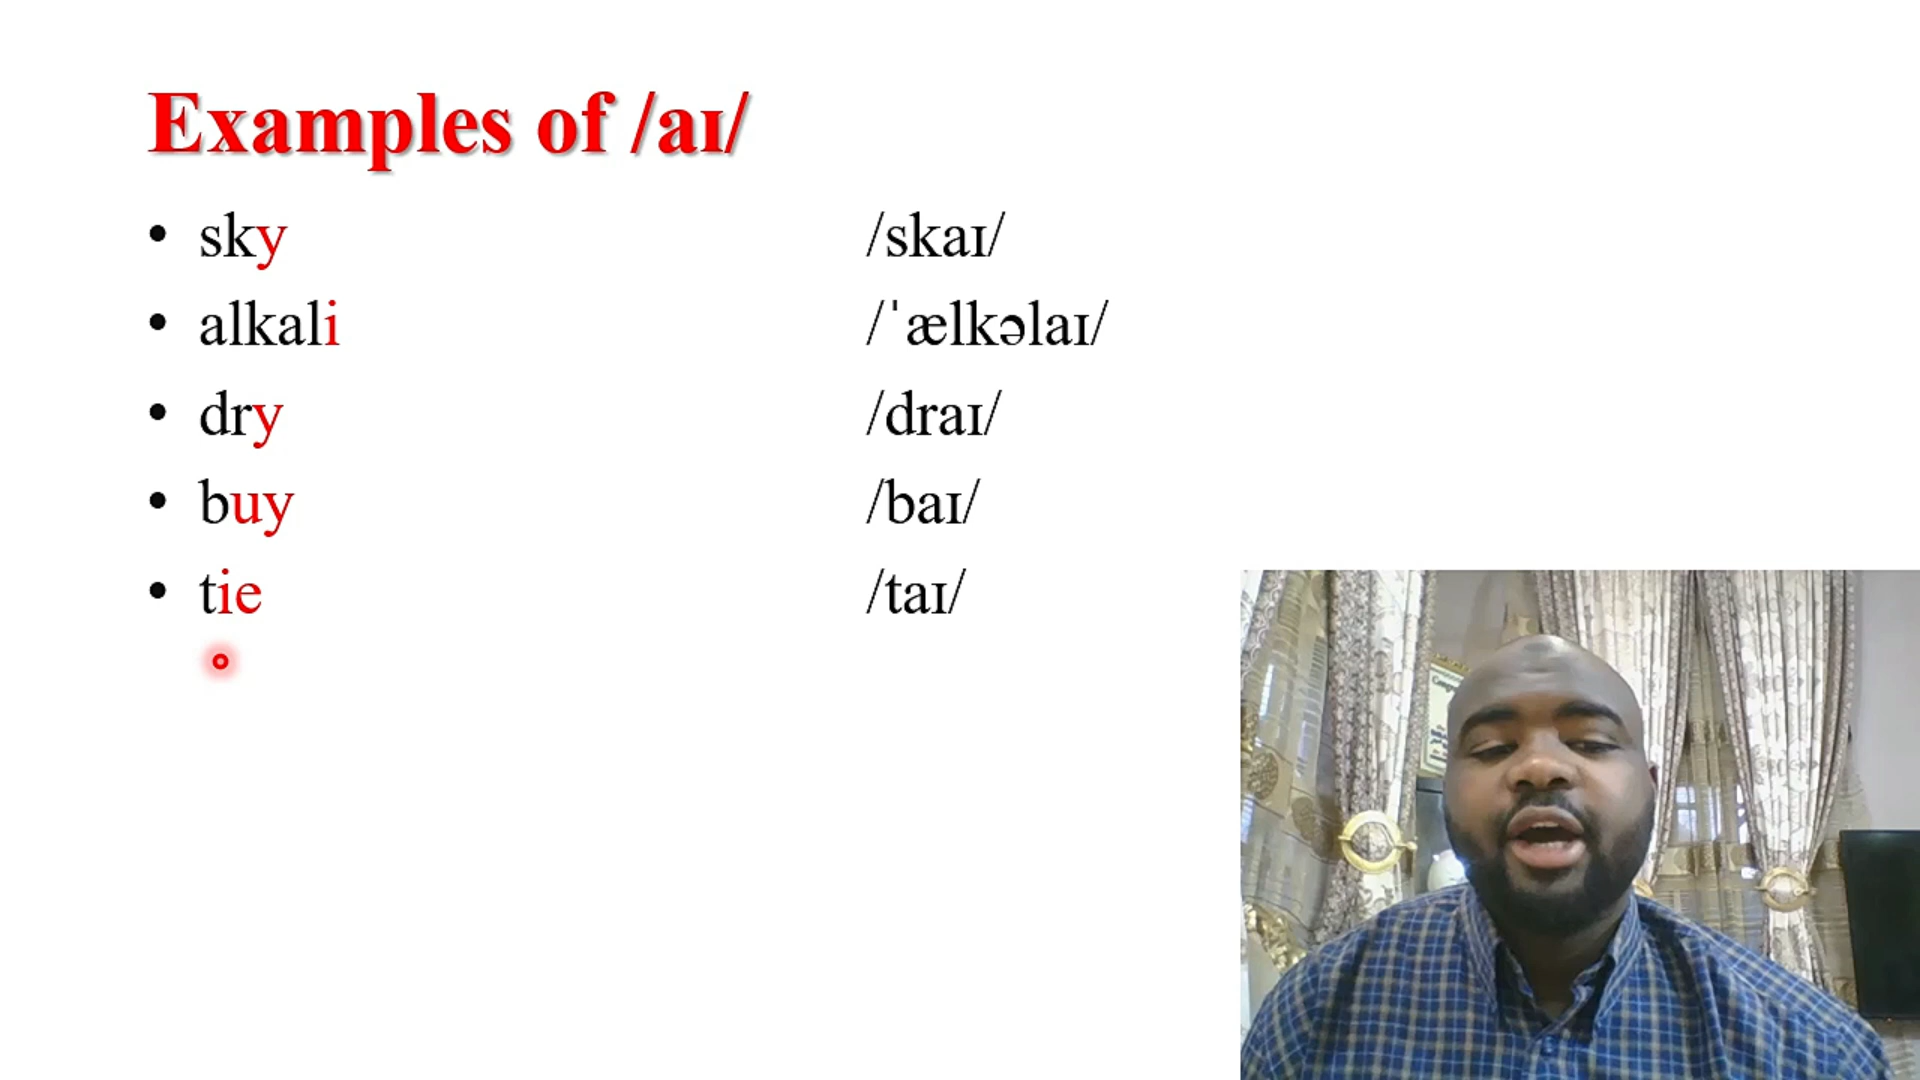 Examples of /aɪ/
• sky /skaɪ/
• alkali /ˈælkəlaɪ/
• dry /draɪ/
• buy /baɪ/
• tie /taɪ/